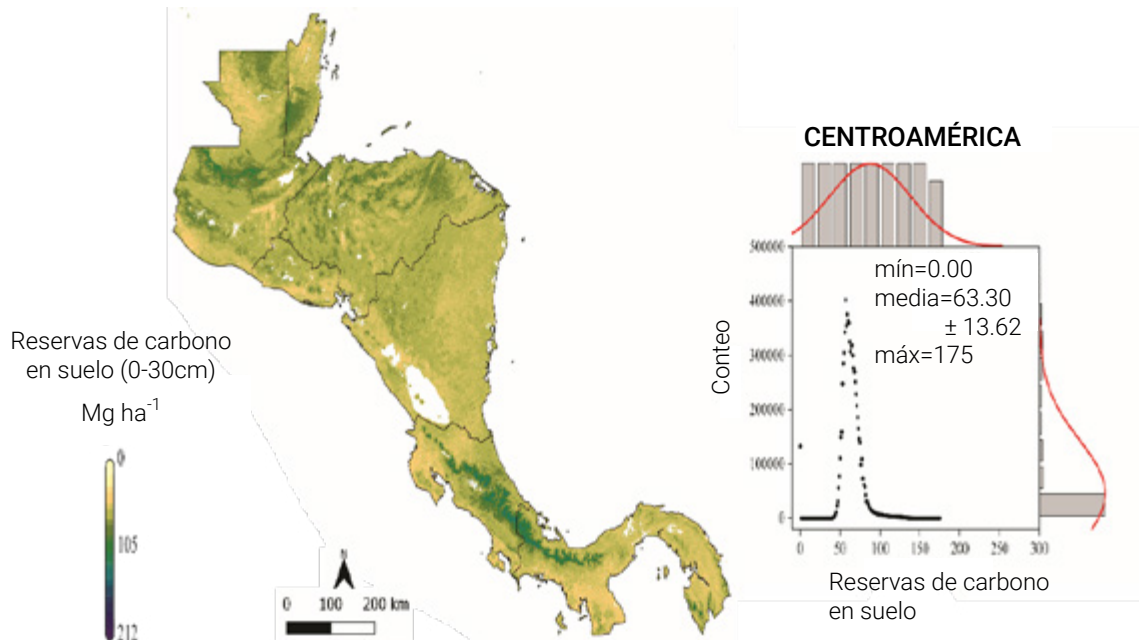 Reservas de carbono
en suelo (0-30cm)
Mg ha⁻¹
0
105
212
N
0 100 200 km
CENTROAMÉRICA
mín=0.00
media=63.30
± 13.62
máx=175
Conteo
500000
400000
300000
200000
100000
0
0 50 100 150 200 250 300
Reservas de carbono
en suelo